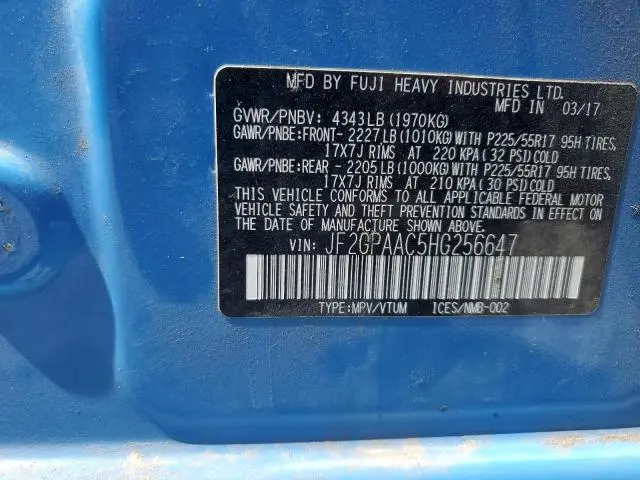 MFD BY FUJI HEAVY INDUSTRIES LTD.
MFD IN 03/17
GVWR/PNBV: 4343LB(1970KG)
GAWR/PNBE:FRONT- 2227LB(1010KG)WITH P225/55R17 95H TIRES,
17X7J RIMS AT 220 KPA( 32 PSI)COLD
GAWR/PNBE:REAR - 2205LB(1000KG)WITH P225/55R17 95H TIRES,
17X7J RIMS AT 210 KPA( 30 PSI)COLD
THIS VEHICLE CONFORMS TO ALL APPLICABLE FEDERAL MOTOR
VEHICLE SAFETY AND THEFT PREVENTION STANDARDS IN EFFECT
ON THE DATE OF MANUFACTURE SHOWN ABOVE.
VIN: JF2GPAAC5HG256647
TYPE:MPV/VTUM ICES/NMB-002